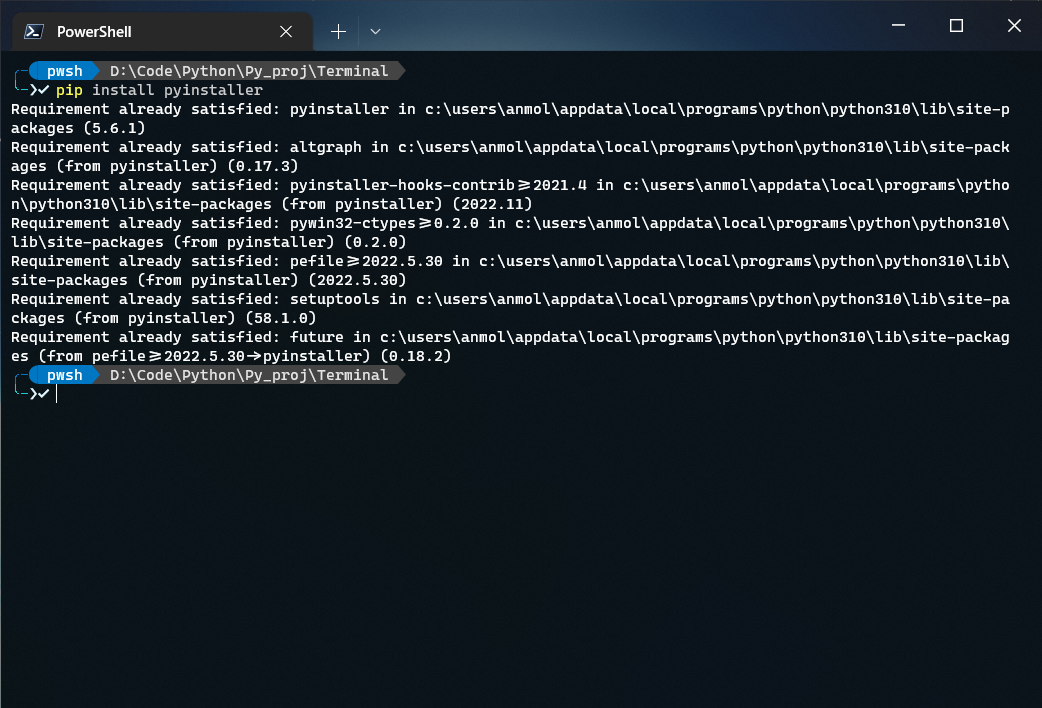 PowerShell
pwsh D:\Code\Python\Py_proj\Terminal
pip install pyinstaller
Requirement already satisfied: pyinstaller in c:\users\anmol\appdata\local\programs\python\python310\lib\site-p
ackages (5.6.1)
Requirement already satisfied: altgraph in c:\users\anmol\appdata\local\programs\python\python310\lib\site-pack
ages (from pyinstaller) (0.17.3)
Requirement already satisfied: pyinstaller-hooks-contrib>=2021.4 in c:\users\anmol\appdata\local\programs\pytho
n\python310\lib\site-packages (from pyinstaller) (2022.11)
Requirement already satisfied: pywin32-ctypes>=0.2.0 in c:\users\anmol\appdata\local\programs\python\python310\
lib\site-packages (from pyinstaller) (0.2.0)
Requirement already satisfied: pefile>=2022.5.30 in c:\users\anmol\appdata\local\programs\python\python310\lib\
site-packages (from pyinstaller) (2022.5.30)
Requirement already satisfied: setuptools in c:\users\anmol\appdata\local\programs\python\python310\lib\site-pa
ckages (from pyinstaller) (58.1.0)
Requirement already satisfied: future in c:\users\anmol\appdata\local\programs\python\python310\lib\site-packag
es (from pefile>=2022.5.30->pyinstaller) (0.18.2)
pwsh D:\Code\Python\Py_proj\Terminal